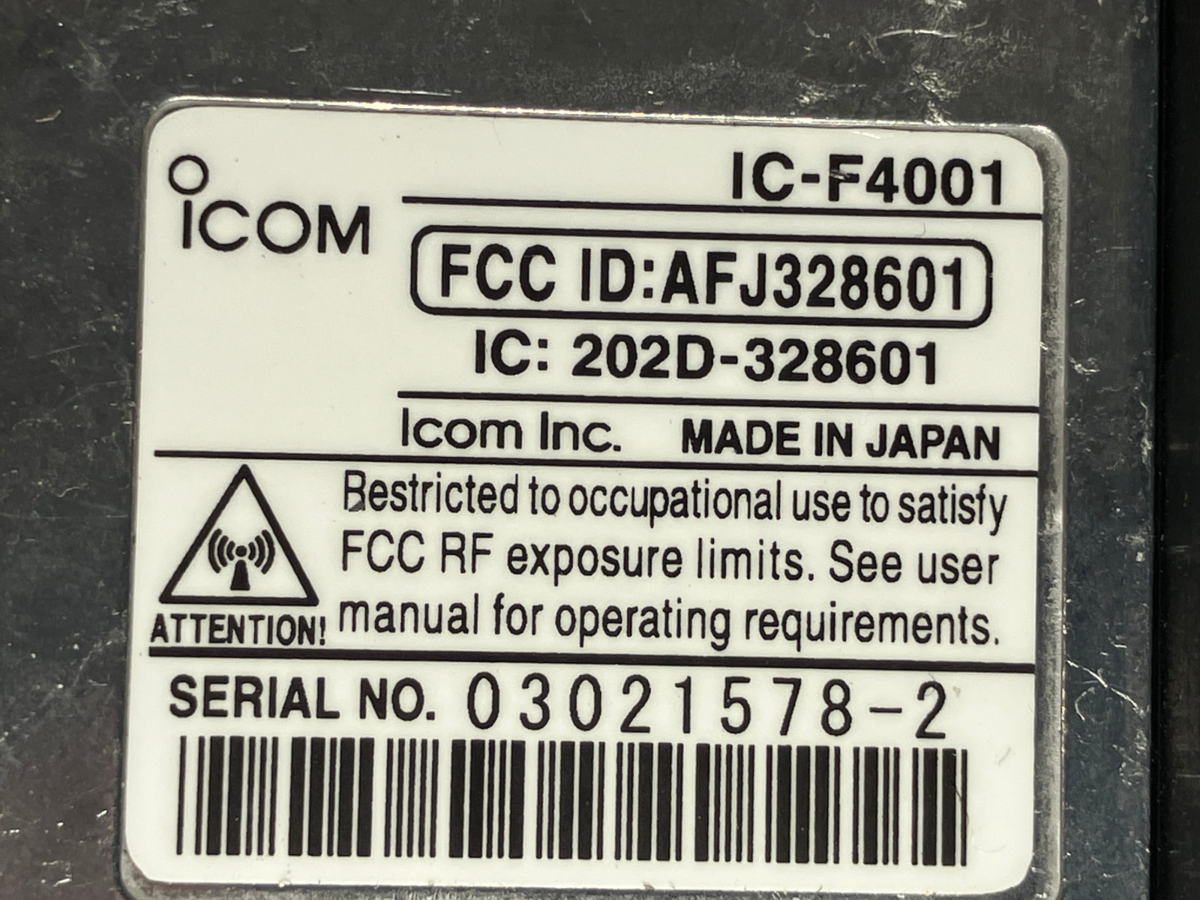 iCOM
IC-F4001
FCC ID:AFJ328601
IC: 202D-328601
Icom Inc. MADE IN JAPAN
Restricted to occupational use to satisfy
FCC RF exposure limits. See user
manual for operating requirements.
ATTENTION!
SERIAL NO. 03021578-2